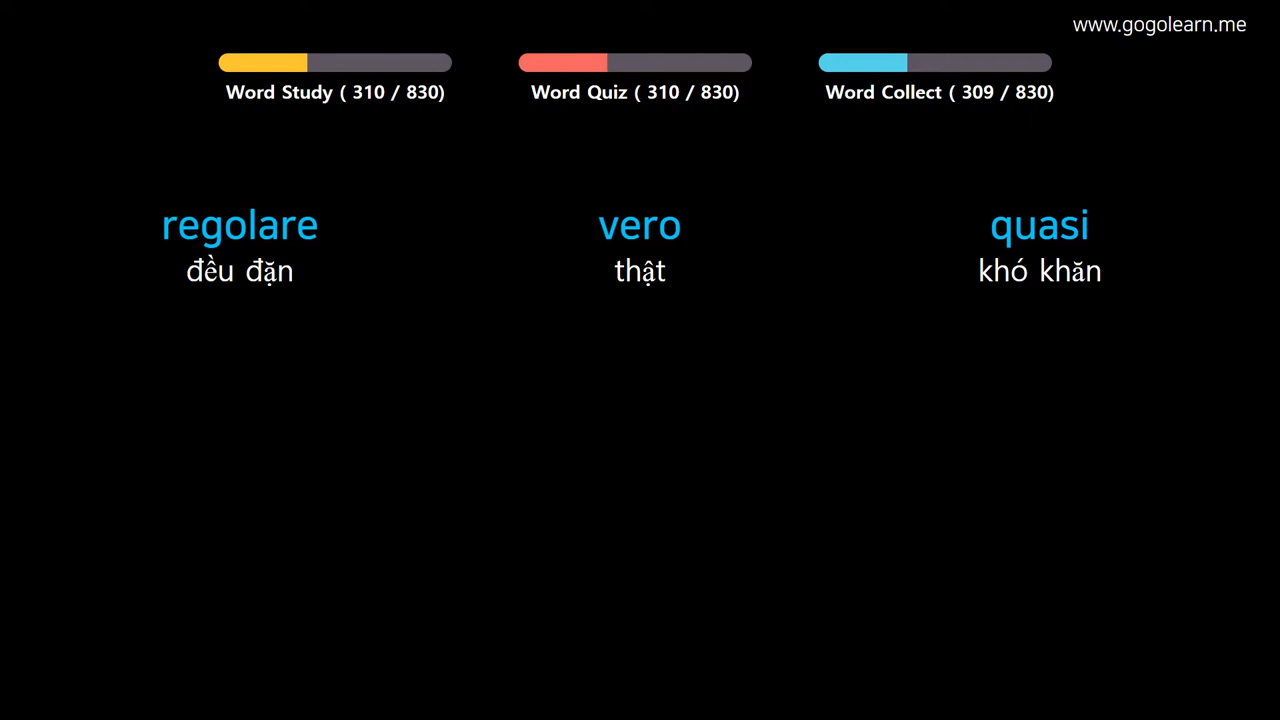 www.gogolearn.me
Word Study ( 310 / 830)
Word Quiz ( 310 / 830)
Word Collect ( 309 / 830)
regolare
đều đặn
vero
thật
quasi
khó khăn